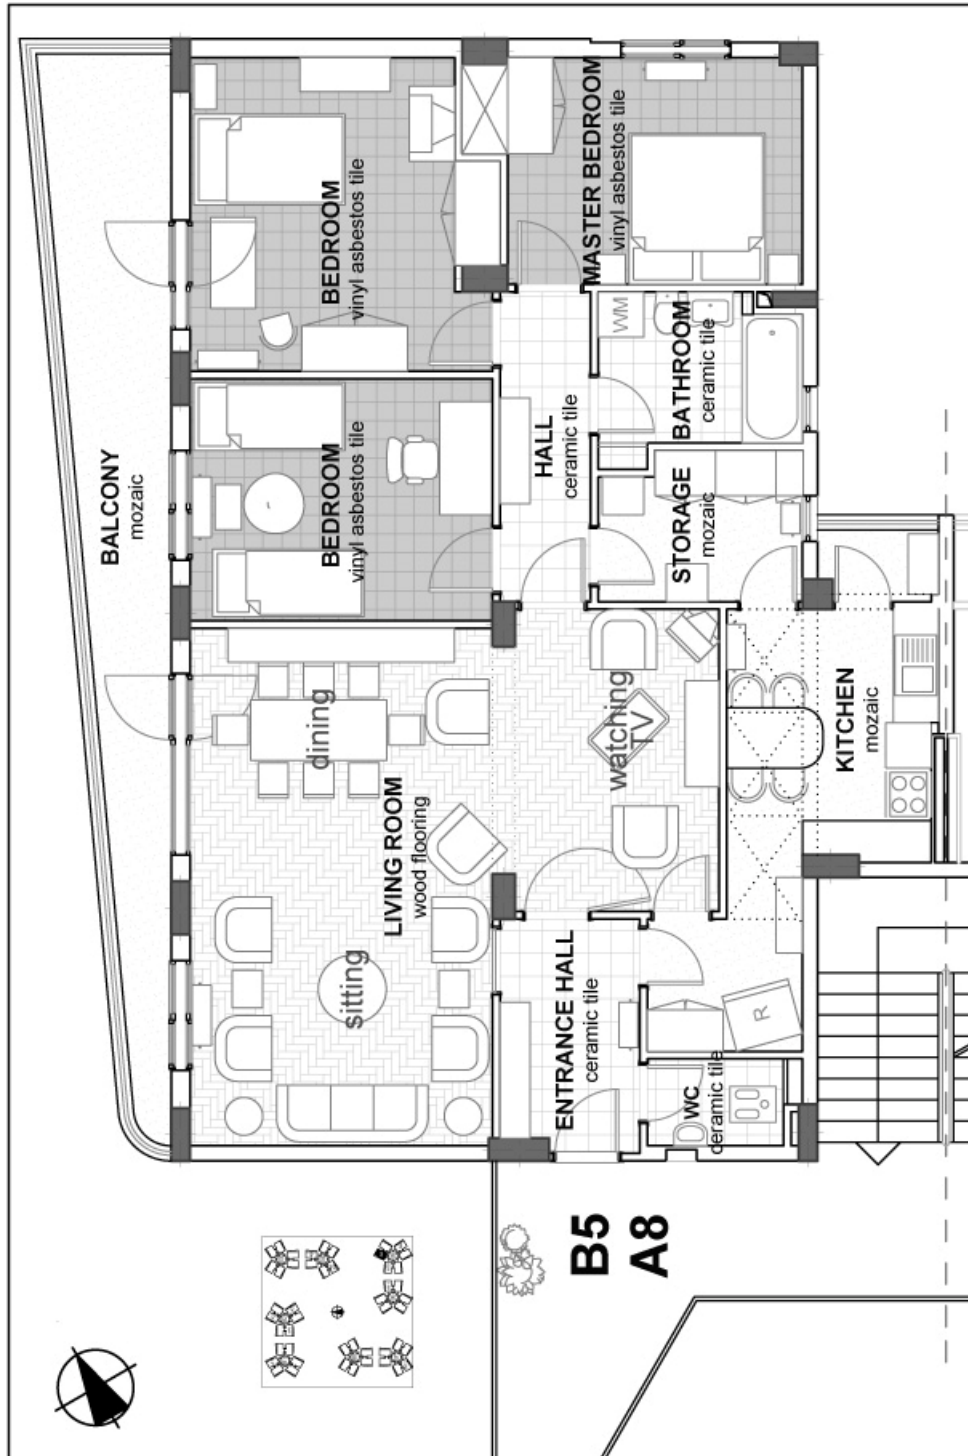 MASTER BEDROOM
vinyl asbestos tile
BEDROOM
vinyl asbestos tile
WM
BATHROOM
ceramic tile
HALL
ceramic tile
BALCONY
mozaic
BEDROOM
vinyl asbestos tile
STORAGE
mozaic
dining
watching
TV
KITCHEN
mozaic
LIVING ROOM
wood flooring
sitting
ENTRANCE HALL
ceramic tile
R
WC
ceramic tile
B5
A8